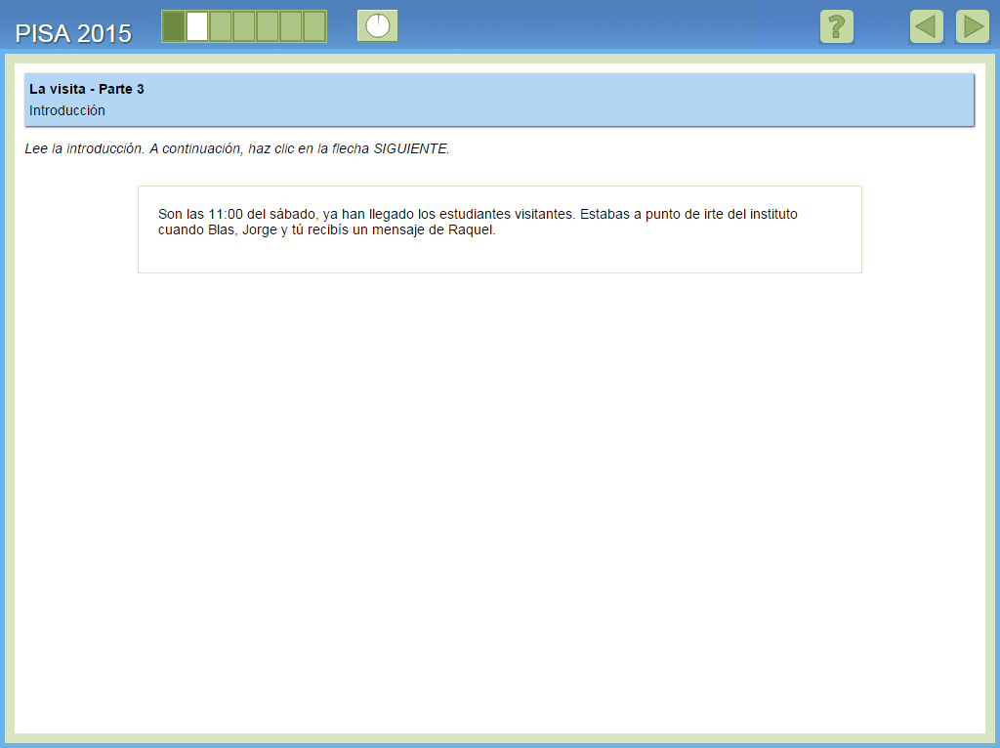 PISA 2015
?
La visita - Parte 3
Introducción
Lee la introducción. A continuación, haz clic en la flecha SIGUIENTE.
Son las 11:00 del sábado, ya han llegado los estudiantes visitantes. Estabas a punto de irte del instituto
cuando Blas, Jorge y tú recibís un mensaje de Raquel.